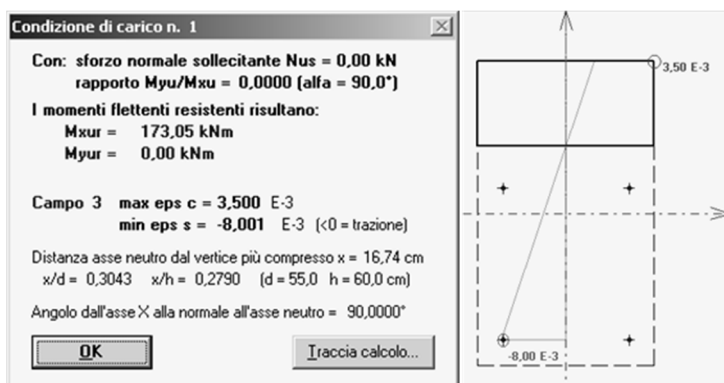 Condizione di carico n. 1
Con: sforzo normale sollecitante Nus = 0,00 kN
rapporto Myu/Mxu = 0,0000 (alfa = 90,0°)
I momenti flettenti resistenti risultano:
Mxur = 173,05 kNm
Myur = 0,00 kNm
Campo 3 max eps c = 3,500 E-3
min eps s = -8,001 E-3 (<0 = trazione)
Distanza asse neutro dal vertice più compresso x = 16,74 cm
x/d = 0,3043 x/h = 0,2790 (d = 55,0 h = 60,0 cm)
Angolo dall'asse X alla normale all'asse neutro = 90,0000°
OK
Traccia calcolo...
3,50 E-3
-8,00 E-3